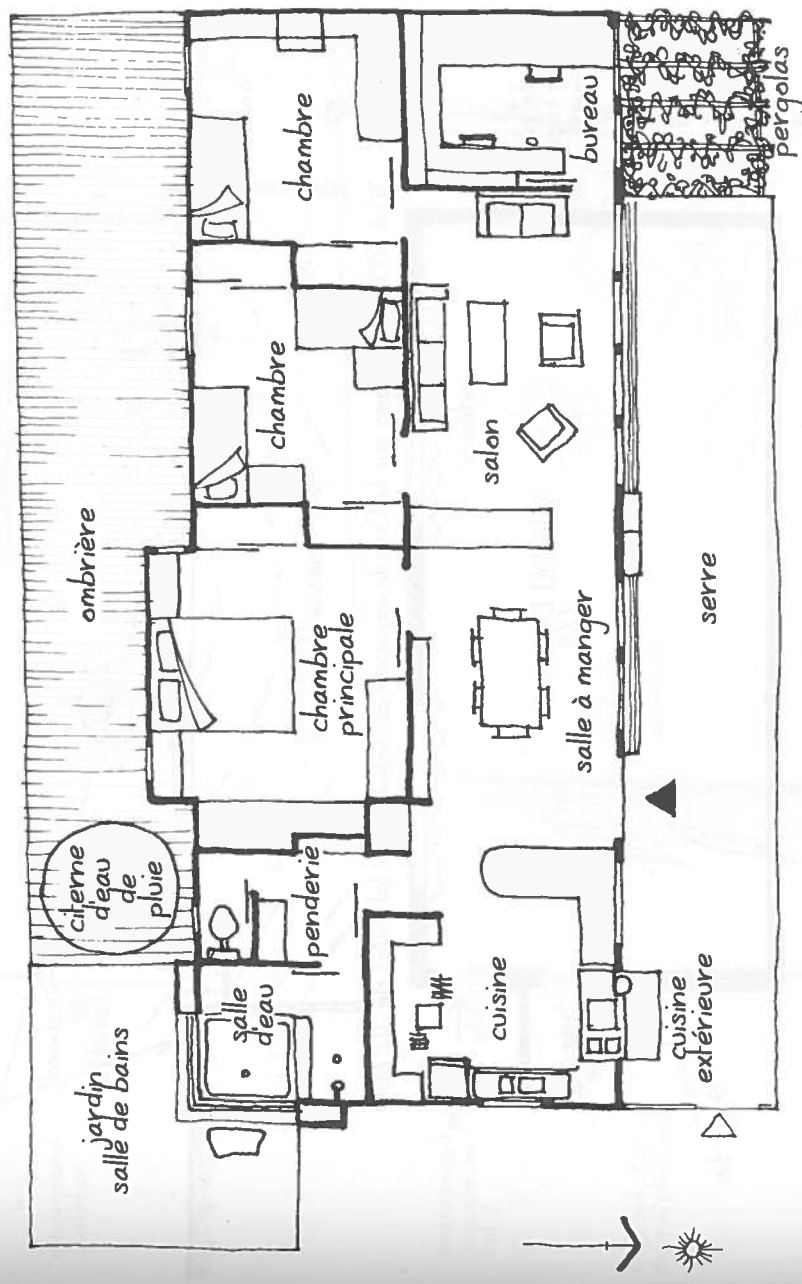 jardin
salle de bains
citerne
d'eau
de
pluie
ombrière
salle
d'eau
penderie
chambre
principale
chambre
chambre
cuisine
salle à manger
salon
bureau
cuisine
extérieure
serre
pergolas